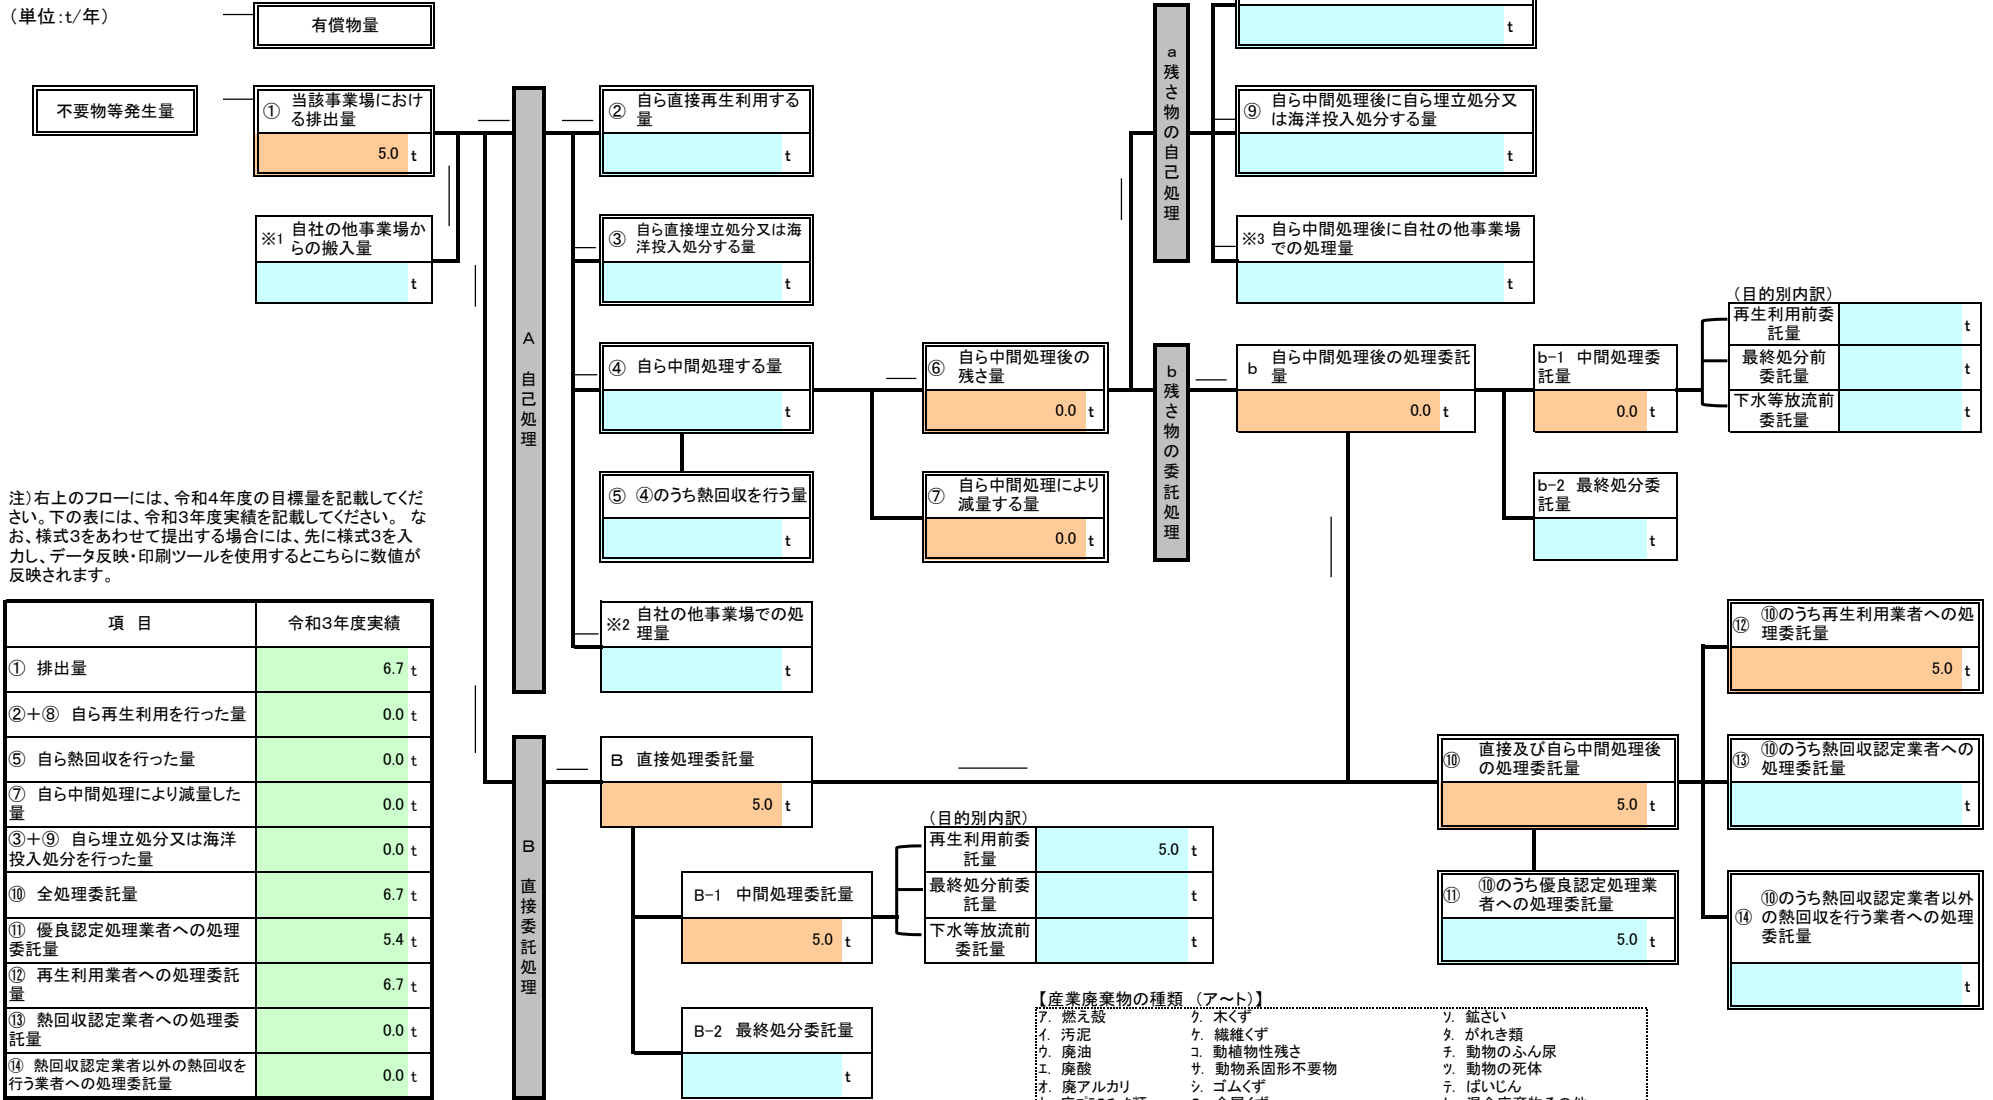 （単位：t/年）
有償物量
t
不要物等発生量
① 当該事業場におけ
る排出量
5.0 t
※1 自社の他事業場か
らの搬入量
t
A 自己処理
② 自ら直接再生利用する
量
t
③ 自ら直接埋立処分又は海
洋投入処分する量
t
④ 自ら中間処理する量
t
⑤ ④のうち熱回収を行う量
t
※2 自社の他事業場での処
理量
t
⑥ 自ら中間処理後の
残さ量
0.0 t
⑦ 自ら中間処理により
減量する量
0.0 t
a 残さ物の自己処理
⑨ 自ら中間処理後に自ら埋立処分又
は海洋投入処分する量
t
※3 自ら中間処理後に自社の他事業場
での処理量
t
b 残さ物の委託処理
b 自ら中間処理後の処理委託
量
0.0 t
b-1 中間処理委
託量
0.0 t
（目的別内訳）
再生利用前委
託量
t
最終処分前
委託量
t
下水等放流前
委託量
t
b-2 最終処分委
託量
t
注）右上のフローには、令和4年度の目標量を記載してくだ
さい。下の表には、令和3年度実績を記載してください。 な
お、様式3をあわせて提出する場合には、先に様式3を入
力し、データ反映・印刷ツールを使用するとこちらに数値が
反映されます。
項 目 令和3年度実績
① 排出量 6.7 t
②＋⑧ 自ら再生利用を行った量 0.0 t
⑤ 自ら熱回収を行った量 0.0 t
⑦ 自ら中間処理により減量した
量 0.0 t
③＋⑨ 自ら埋立処分又は海洋
投入処分を行った量 0.0 t
⑩ 全処理委託量 6.7 t
⑪ 優良認定処理業者への処理
委託量 5.4 t
⑫ 再生利用業者への処理委託
量 6.7 t
⑬ 熱回収認定業者への処理委
託量 0.0 t
⑭ 熱回収認定業者以外の熱回収を
行う業者への処理委託量 0.0 t
B 直接委託処理
B 直接処理委託量
5.0 t
B-1 中間処理委託量
5.0 t
B-2 最終処分委託量
t
（目的別内訳）
再生利用前委
託量
5.0 t
最終処分前委
託量
t
下水等放流前
委託量
t
⑩ 直接及び自ら中間処理後
の処理委託量
5.0 t
⑪ ⑩のうち優良認定処理業
者への処理委託量
5.0 t
⑫ ⑩のうち再生利用業者への処
理委託量
5.0 t
⑬ ⑩のうち熱回収認定業者への
処理委託量
t
⑭ ⑩のうち熱回収認定業者以外
の熱回収を行う業者への処理
委託量
t
【産業廃棄物の種類 （ア～ト）】
ア. 燃え殻 ク. 木くず ソ. 鉱さい
イ. 汚泥 ケ. 繊維くず タ. がれき類
ウ. 廃油 コ. 動植物性残さ チ. 動物のふん尿
エ. 廃酸 サ. 動物系固形不要物 ツ. 動物の死体
オ. 廃アルカリ シ. ゴムくず テ. ばいじん